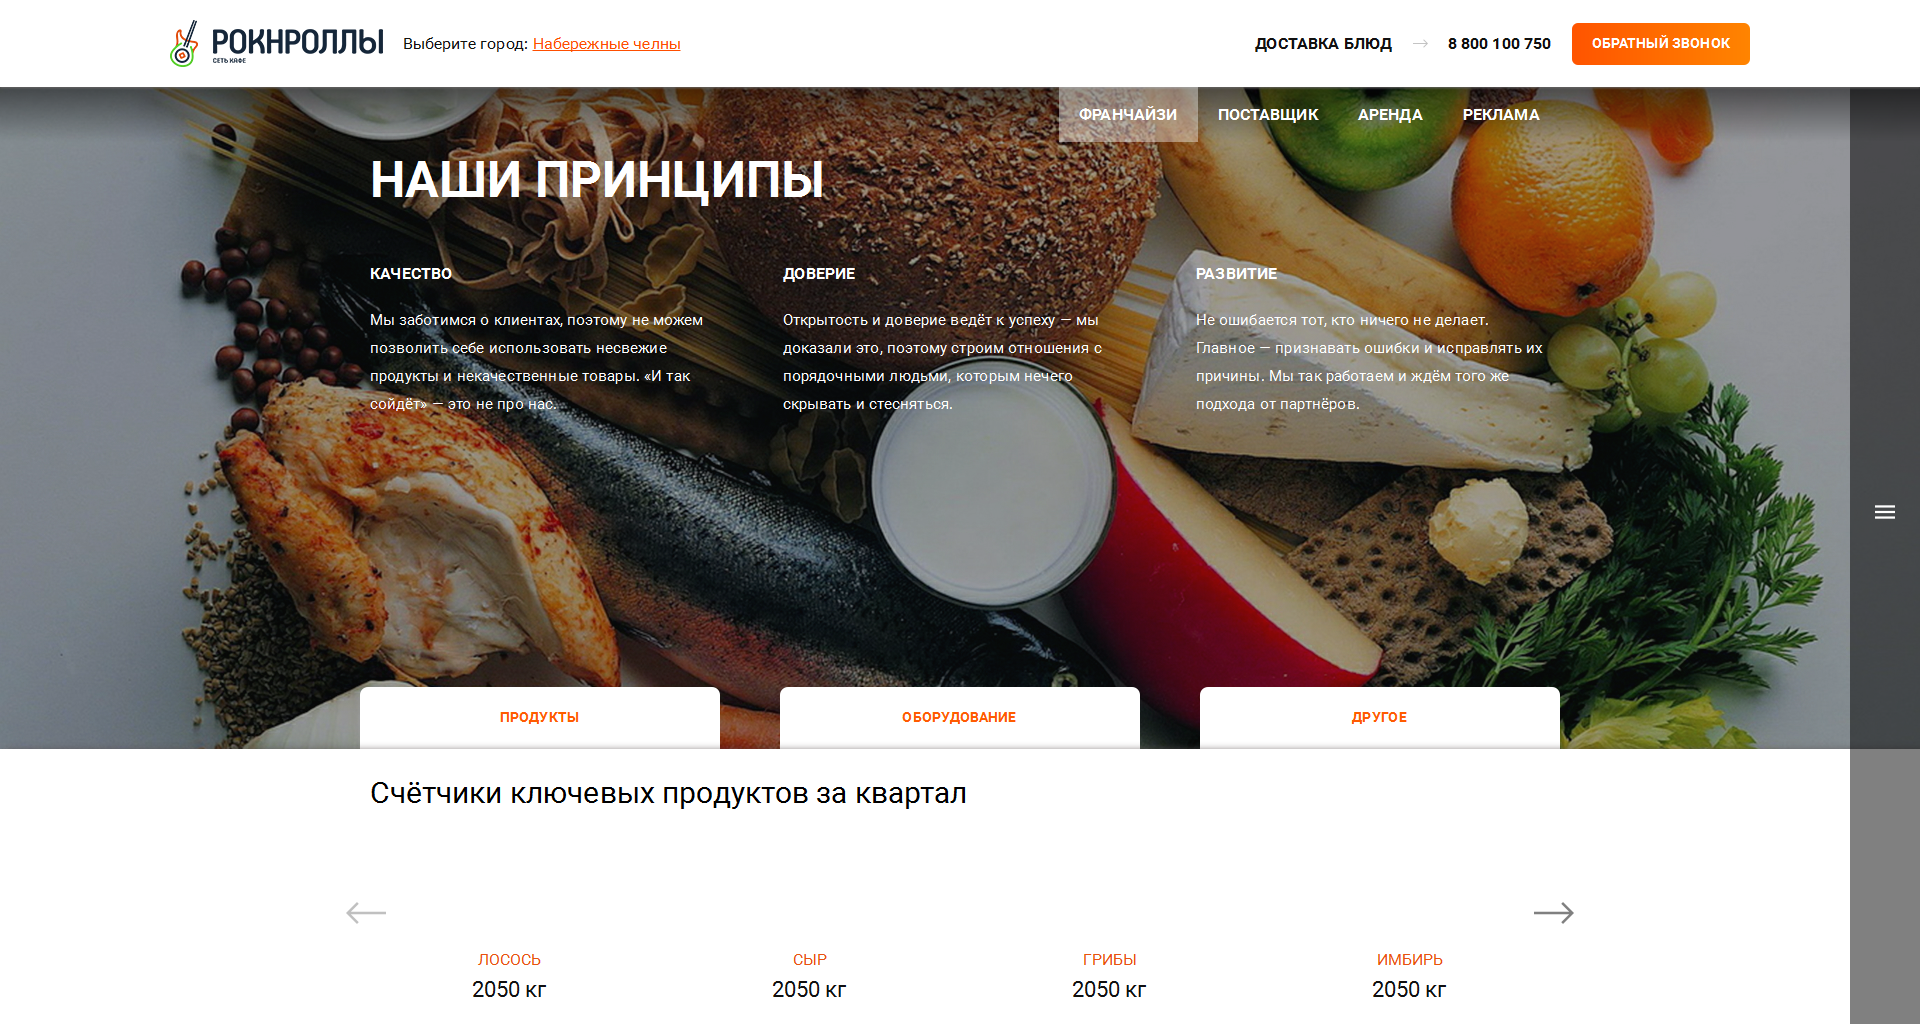 РОКНРОЛЛЫ
СЕТЬ КАФЕ
Выберите город: Набережные челны
ДОСТАВКА БЛЮД → 8 800 100 750
ОБРАТНЫЙ ЗВОНОК
ФРАНЧАЙЗИ ПОСТАВЩИК АРЕНДА РЕКЛАМА
НАШИ ПРИНЦИПЫ
КАЧЕСТВО
Мы заботимся о клиентах, поэтому не можем
позволить себе использовать несвежие
продукты и некачественные товары. «И так
сойдёт» — это не про нас.
ДОВЕРИЕ
Открытость и доверие ведёт к успеху — мы
доказали это, поэтому строим отношения с
порядочными людьми, которым нечего
скрывать и стесняться.
РАЗВИТИЕ
Не ошибается тот, кто ничего не делает.
Главное — признавать ошибки и исправлять их
причины. Мы так работаем и ждём того же
подхода от партнёров.
ПРОДУКТЫ
ОБОРУДОВАНИЕ
ДРУГОЕ
Счётчики ключевых продуктов за квартал
ЛОСОСЬ
2050 кг
СЫР
2050 кг
ГРИБЫ
2050 кг
ИМБИРЬ
2050 кг